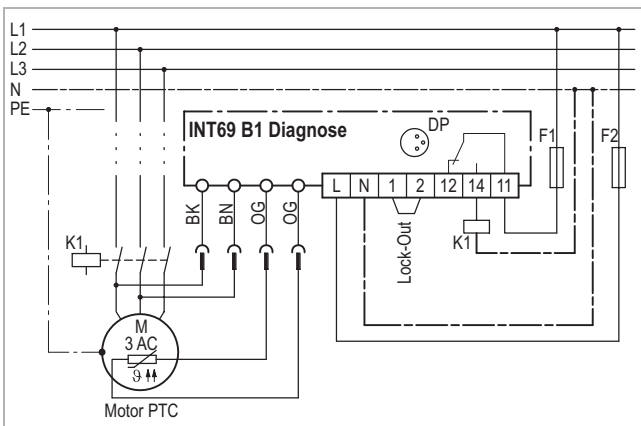 L1
L2
L3
N
PE
INT69 B1 Diagnose
DP
F1
F2
L N 1 2 12 14 11
BK
BN
OG
OG
Lock-Out
K1
K1
M
3 AC
ϑ
Motor PTC